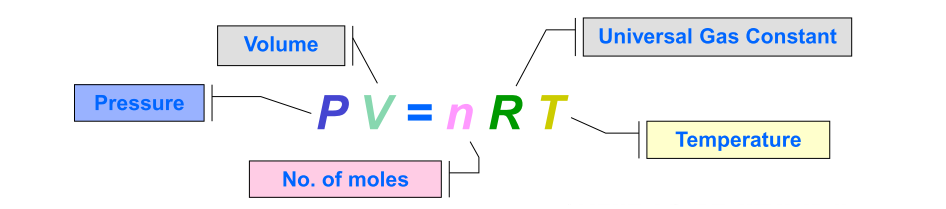 Volume
Universal Gas Constant
Pressure
P V = n R T
Temperature
No. of moles